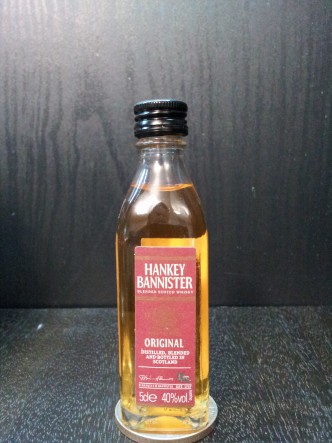 HANKEY
BANNISTER
BLENDED SCOTCH WHISKY
ORIGINAL
DISTILLED, BLENDED
AND BOTTLED IN
SCOTLAND
5cl e 40%vol.